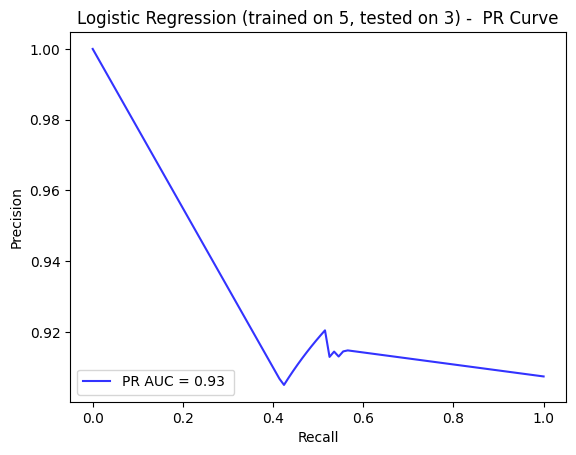 Logistic Regression (trained on 5, tested on 3) -  PR Curve
Precision
1.00
0.98
0.96
0.94
0.92
PR AUC = 0.93
0.0 0.2 0.4 0.6 0.8 1.0
Recall